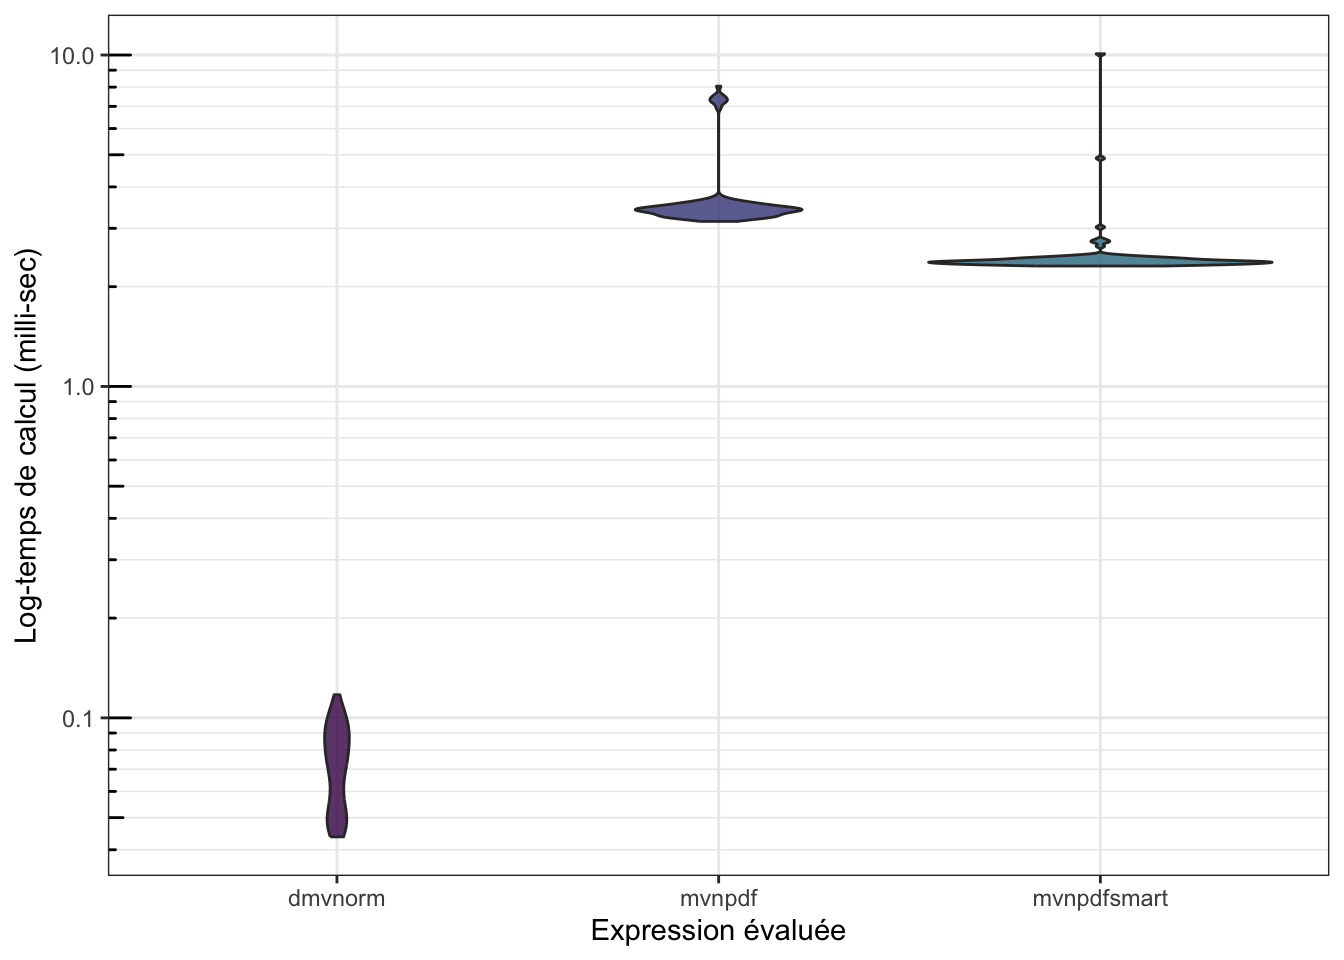 Log-temps de calcul (milli-sec)
10.0
1.0
0.1
dmvnorm mvnpdf mvnpdfsmart
Expression évaluée